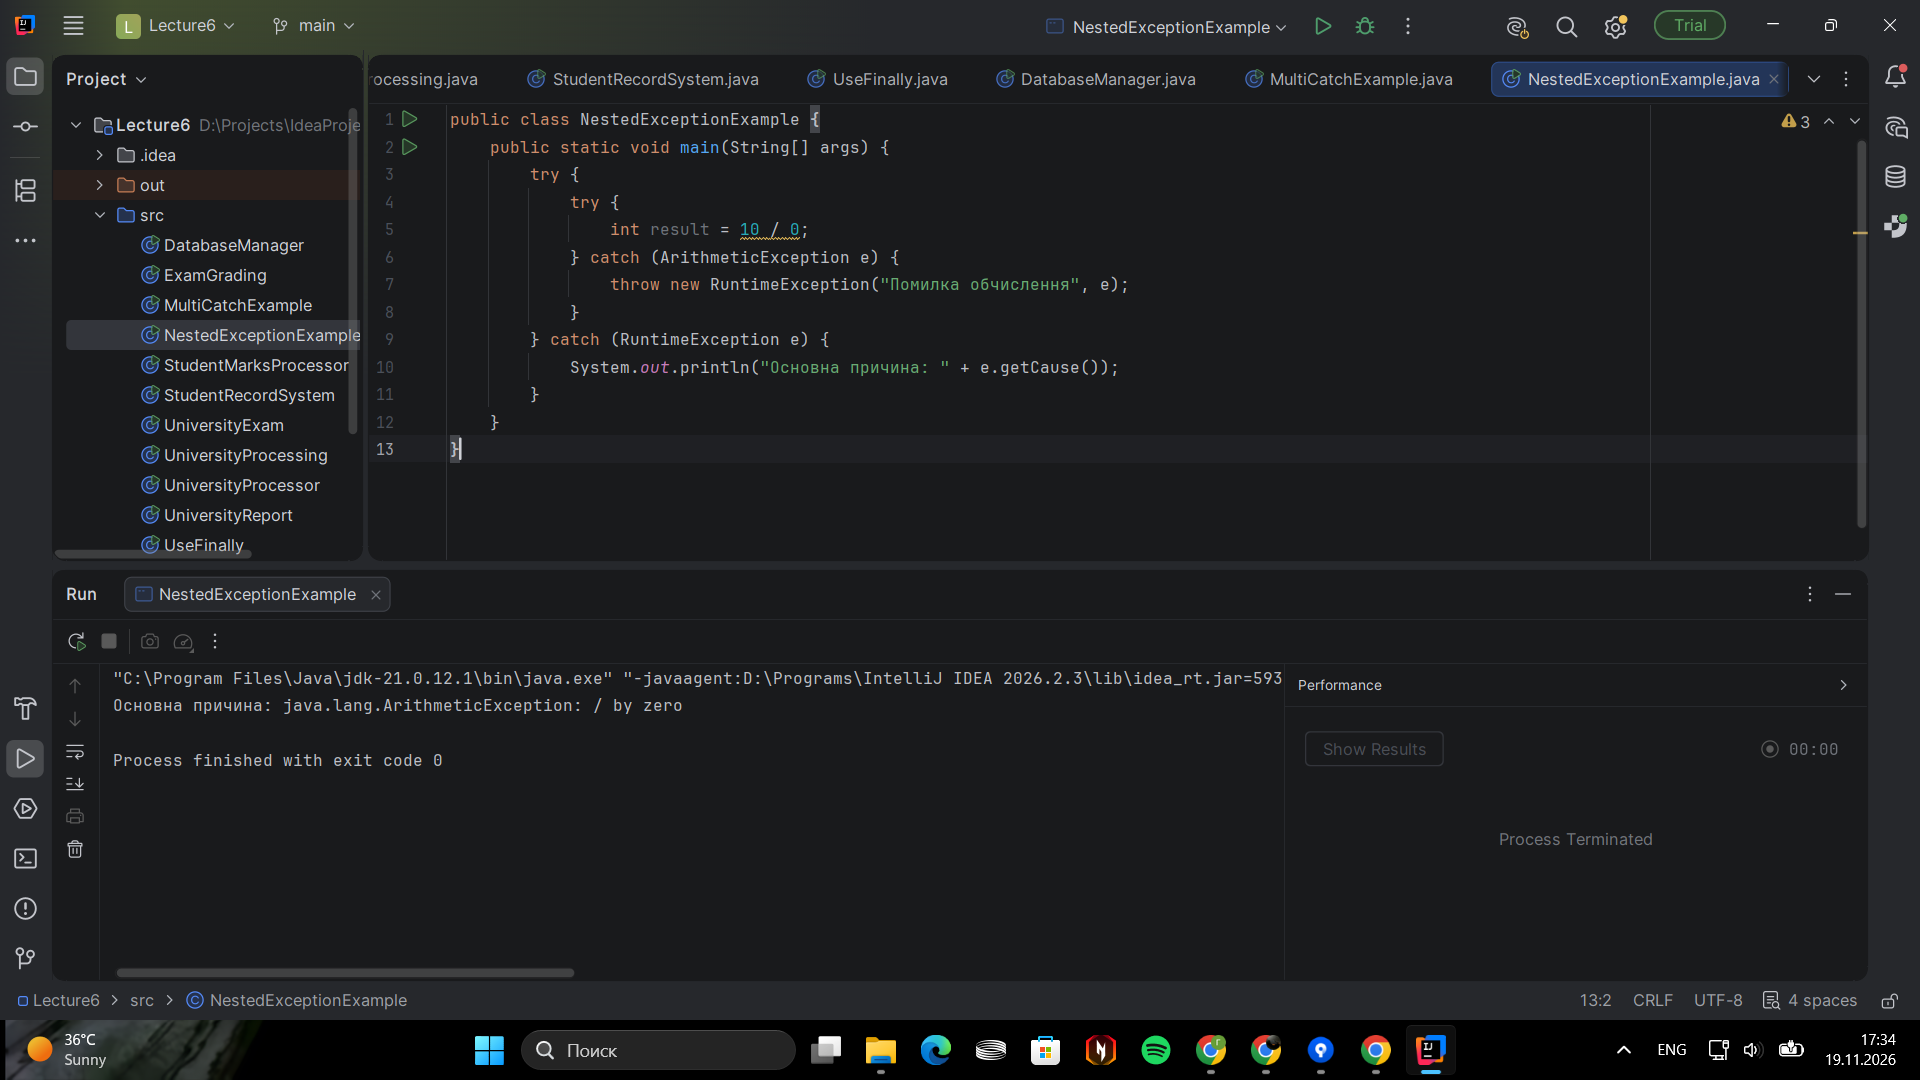 L Lecture6 main NestedExceptionExample Trial
Project
ocessing.java StudentRecordSystem.java UseFinally.java DatabaseManager.java MultiCatchExample.java NestedExceptionExample.java
Lecture6 D:\Projects\IdeaProje
.idea
out
src
DatabaseManager
ExamGrading
MultiCatchExample
NestedExceptionExample
StudentMarksProcessor
StudentRecordSystem
UniversityExam
UniversityProcessing
UniversityProcessor
UniversityReport
UseFinally
3
1 public class NestedExceptionExample {
2 public static void main(String[] args) {
3 try {
4 try {
5 int result = 10 / 0;
6 } catch (ArithmeticException e) {
7 throw new RuntimeException("Помилка обчислення", e);
8 }
9 } catch (RuntimeException e) {
10 System.out.println("Основна причина: " + e.getCause());
11 }
12 }
13 }
Run NestedExceptionExample
"C:\Program Files\Java\jdk-21.0.12.1\bin\java.exe" "-javaagent:D:\Programs\IntelliJ IDEA 2026.2.3\lib\idea_rt.jar=593
Основна причина: java.lang.ArithmeticException: / by zero
Process finished with exit code 0
Performance
Show Results 00:00
Process Terminated
Lecture6 src NestedExceptionExample 13:2 CRLF UTF-8 4 spaces
36°C
Sunny
Поиск
ENG
17:34
19.11.2026